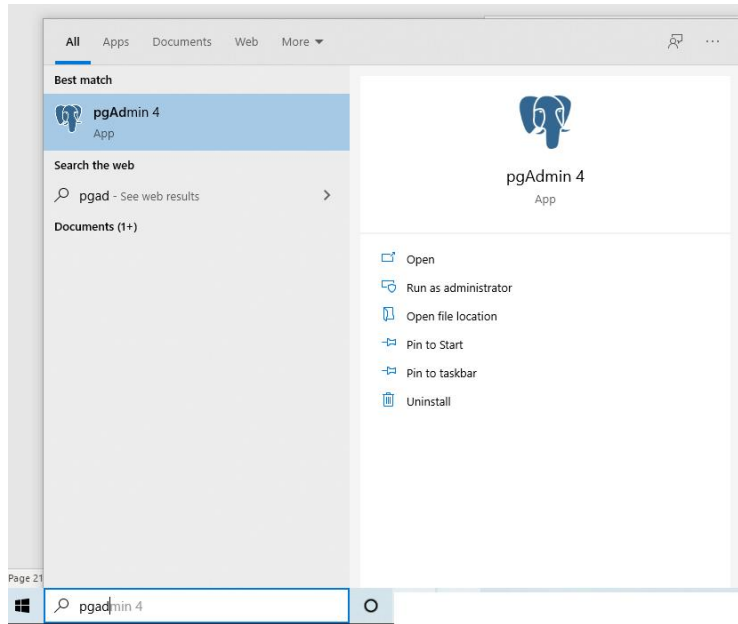 All Apps Documents Web More
Best match
pgAdmin 4
App
Search the web
pgad - See web results
Documents (1+)
pgAdmin 4
App
Open
Run as administrator
Open file location
Pin to Start
Pin to taskbar
Uninstall
Page 21
pgadmin 4